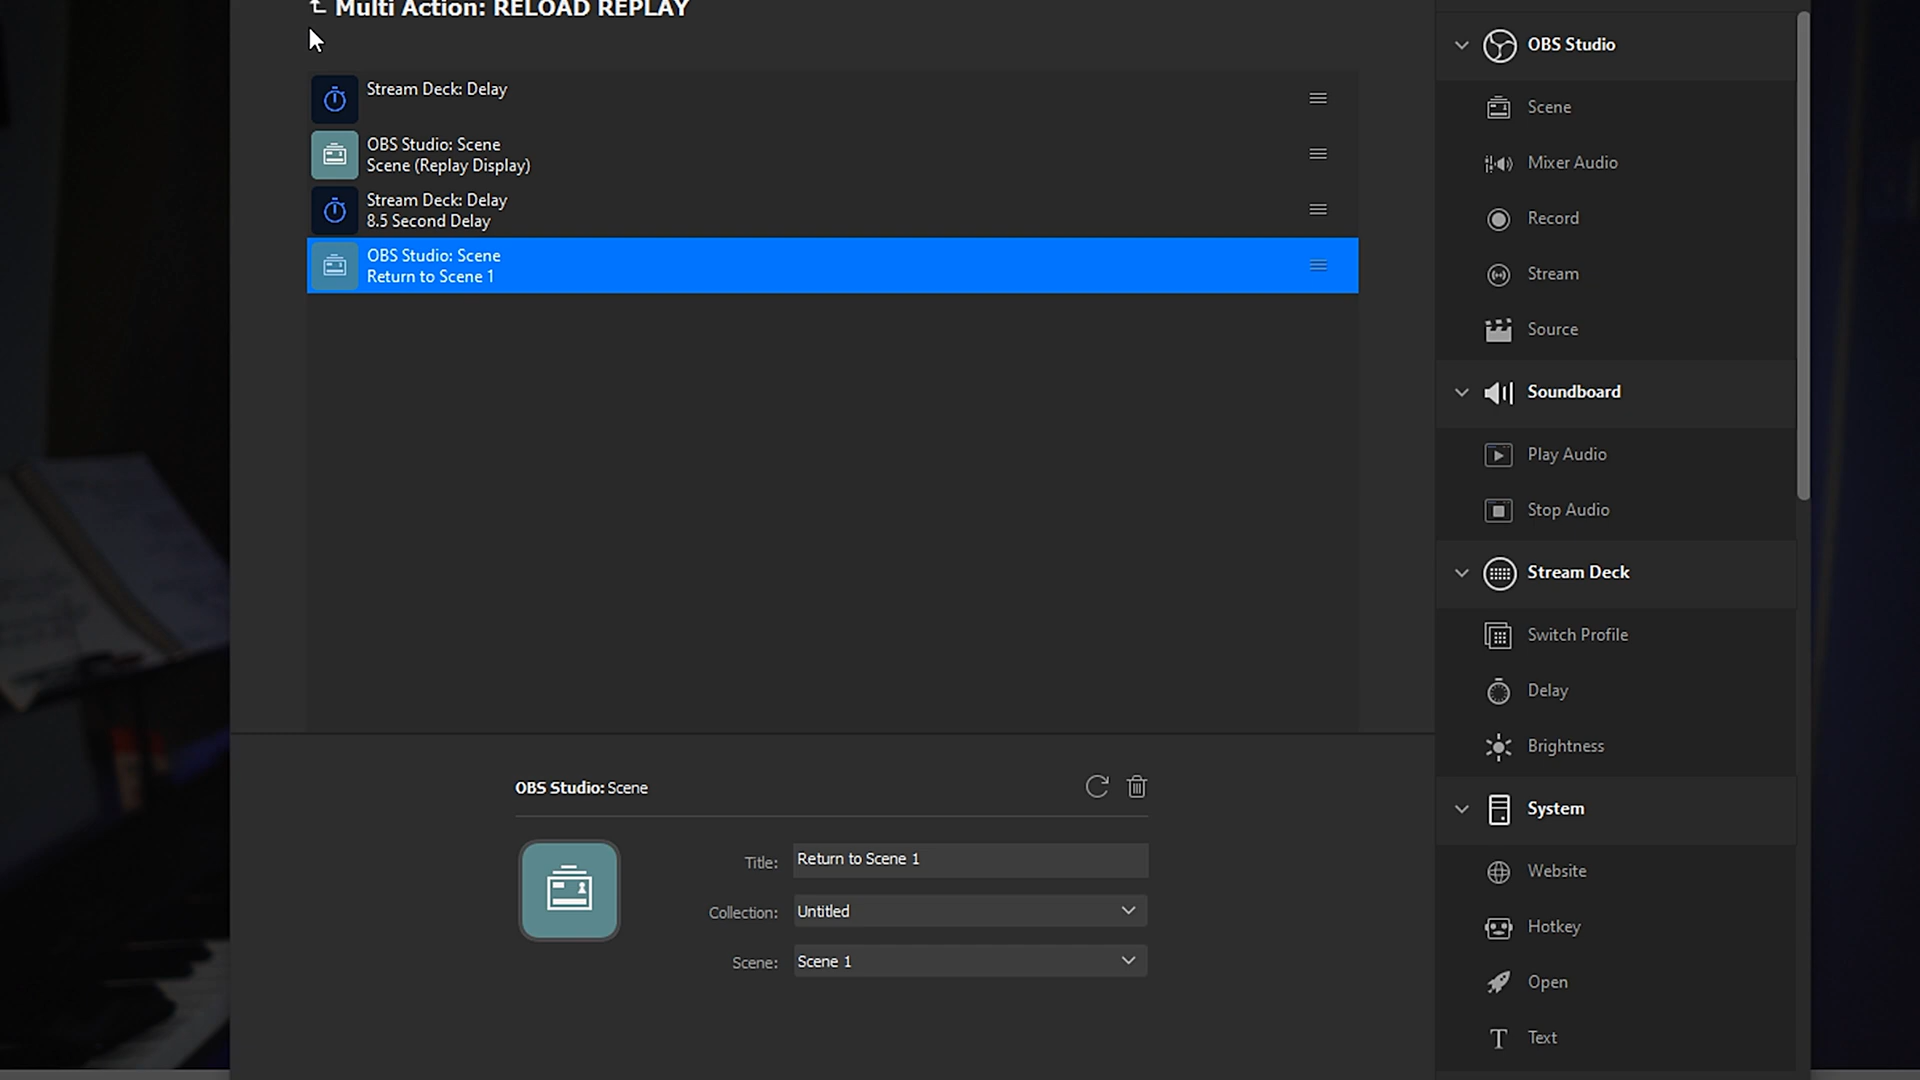 Multi Action: RELOAD REPLAY
Stream Deck: Delay
OBS Studio: Scene
Scene (Replay Display)
Stream Deck: Delay
8.5 Second Delay
OBS Studio: Scene
Return to Scene 1
OBS Studio: Scene
Title: Return to Scene 1
Collection: Untitled
Scene: Scene 1
OBS Studio
Scene
Mixer Audio
Record
Stream
Source
Soundboard
Play Audio
Stop Audio
Stream Deck
Switch Profile
Delay
Brightness
System
Website
Hotkey
Open
Text